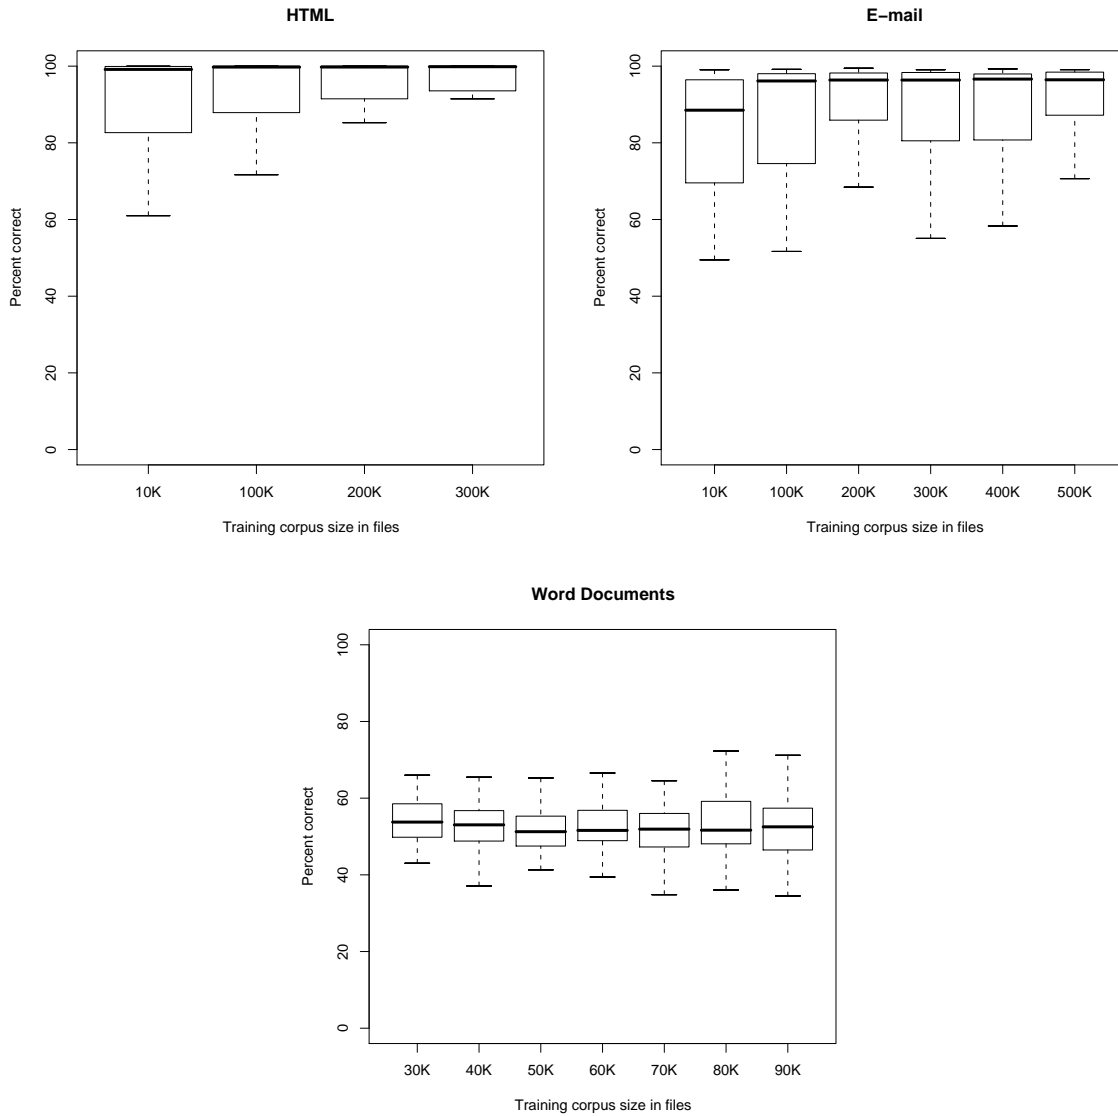 HTML
Percent correct
100
80
60
40
20
0
10K 100K 200K 300K
Training corpus size in files
E−mail
Percent correct
100
80
60
40
20
0
10K 100K 200K 300K 400K 500K
Training corpus size in files
Word Documents
Percent correct
100
80
60
40
20
0
30K 40K 50K 60K 70K 80K 90K
Training corpus size in files